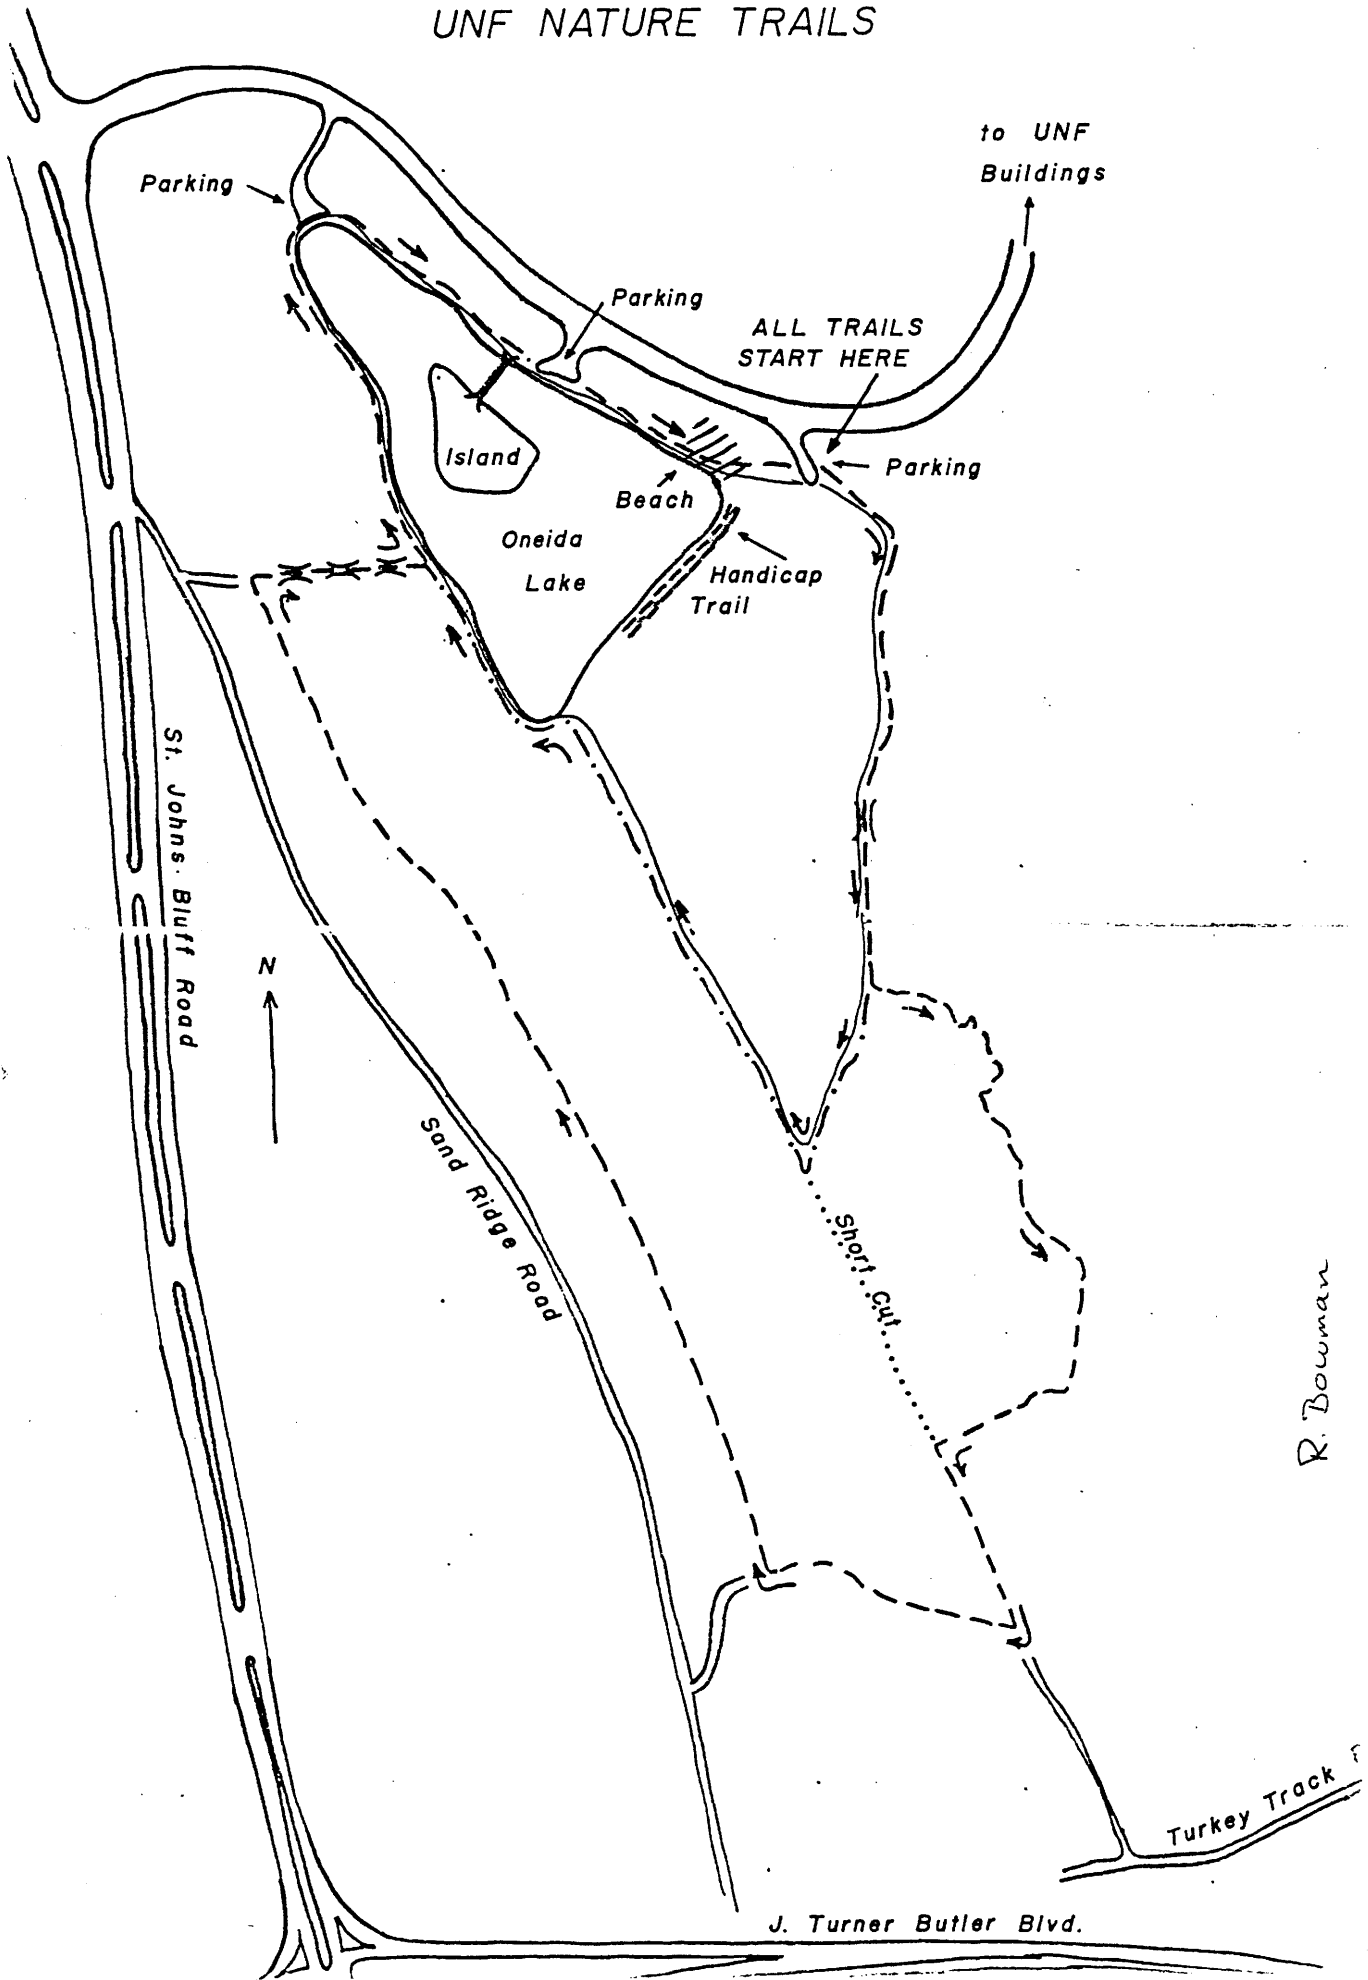 UNF NATURE TRAILS
to UNF
Buildings
Parking
Parking
ALL TRAILS
START HERE
Parking
Island
Beach
Oneida
Lake
Handicap
Trail
St. Johns Bluff Road
N
Sand Ridge Road
Short Cut
R. Bowman
Turkey Track
J. Turner Butler Blvd.